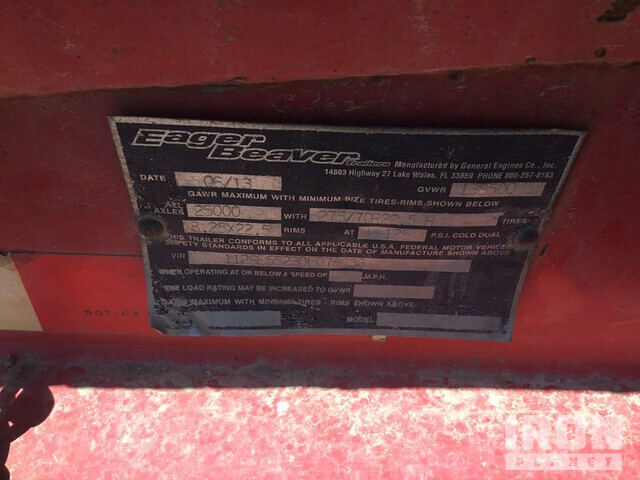 Eager
Beaver Trailers Manufactured by General Engines Co., Inc.
14803 Highway 27 Lake Wales, FL 33859 PHONE 800-257-8163
DATE 06/13 GVWR
GAWR MAXIMUM WITH MINIMUM SIZE TIRES-RIMS SHOWN BELOW
ALL
AXLES 25000 WITH 275/70R22.5 TIRES
8.25X22.5 RIMS AT 125 P.S.I. COLD DUAL
THIS TRAILER CONFORMS TO ALL APPLICABLE U.S.A. FEDERAL MOTOR VEHICLE
SAFETY STANDARDS IN EFFECT ON THE DATE OF MANUFACTURE SHOWN ABOVE
VIN
WHEN OPERATING AT OR BELOW A SPEED OF M.P.H.
THE LOAD RATING MAY BE INCREASED TO GVWR
GAWR MAXIMUM WITH MINIMUM TIRES - RIMS SHOWN ABOVE.
MODEL
IRON
PLANET